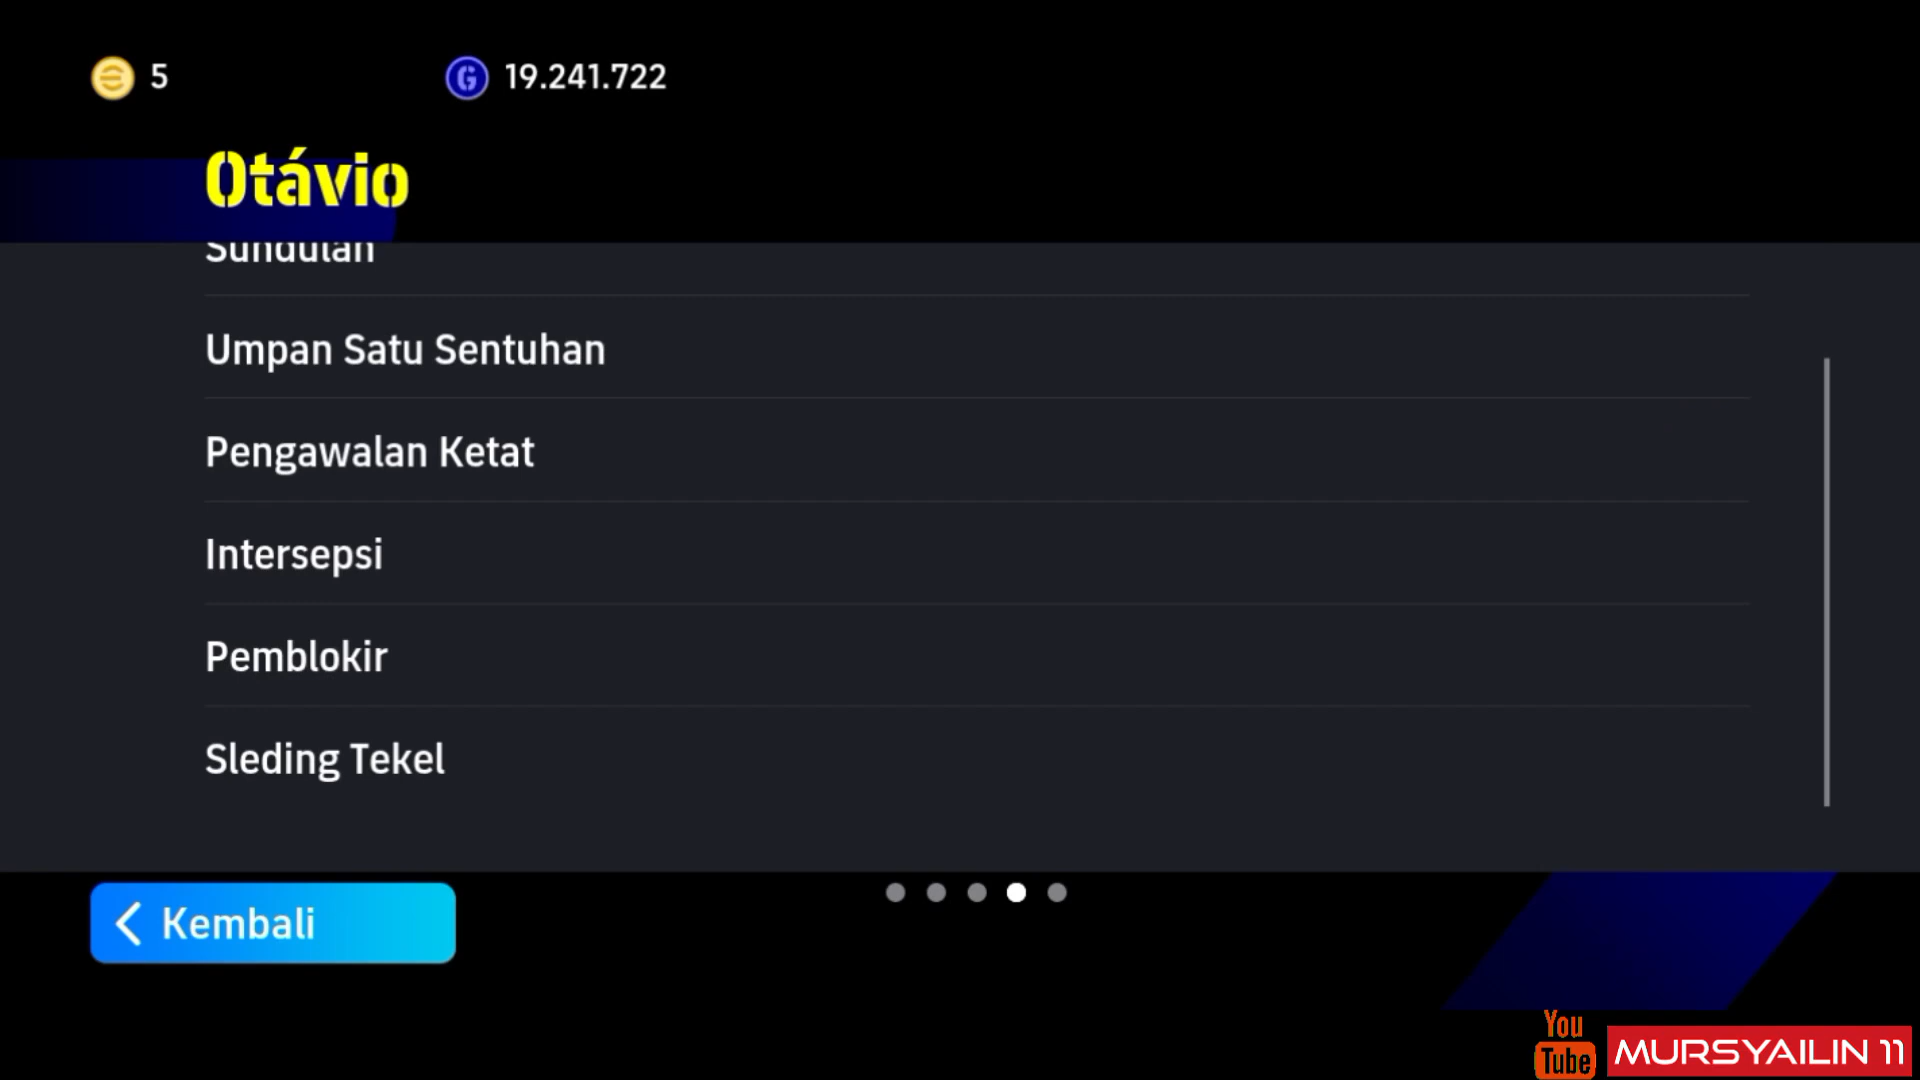 5
19.241.722
Otávio
Sundulan
Umpan Satu Sentuhan
Pengawalan Ketat
Intersepsi
Pemblokir
Sleding Tekel
Kembali
You
Tube
MURSYAILIN 11